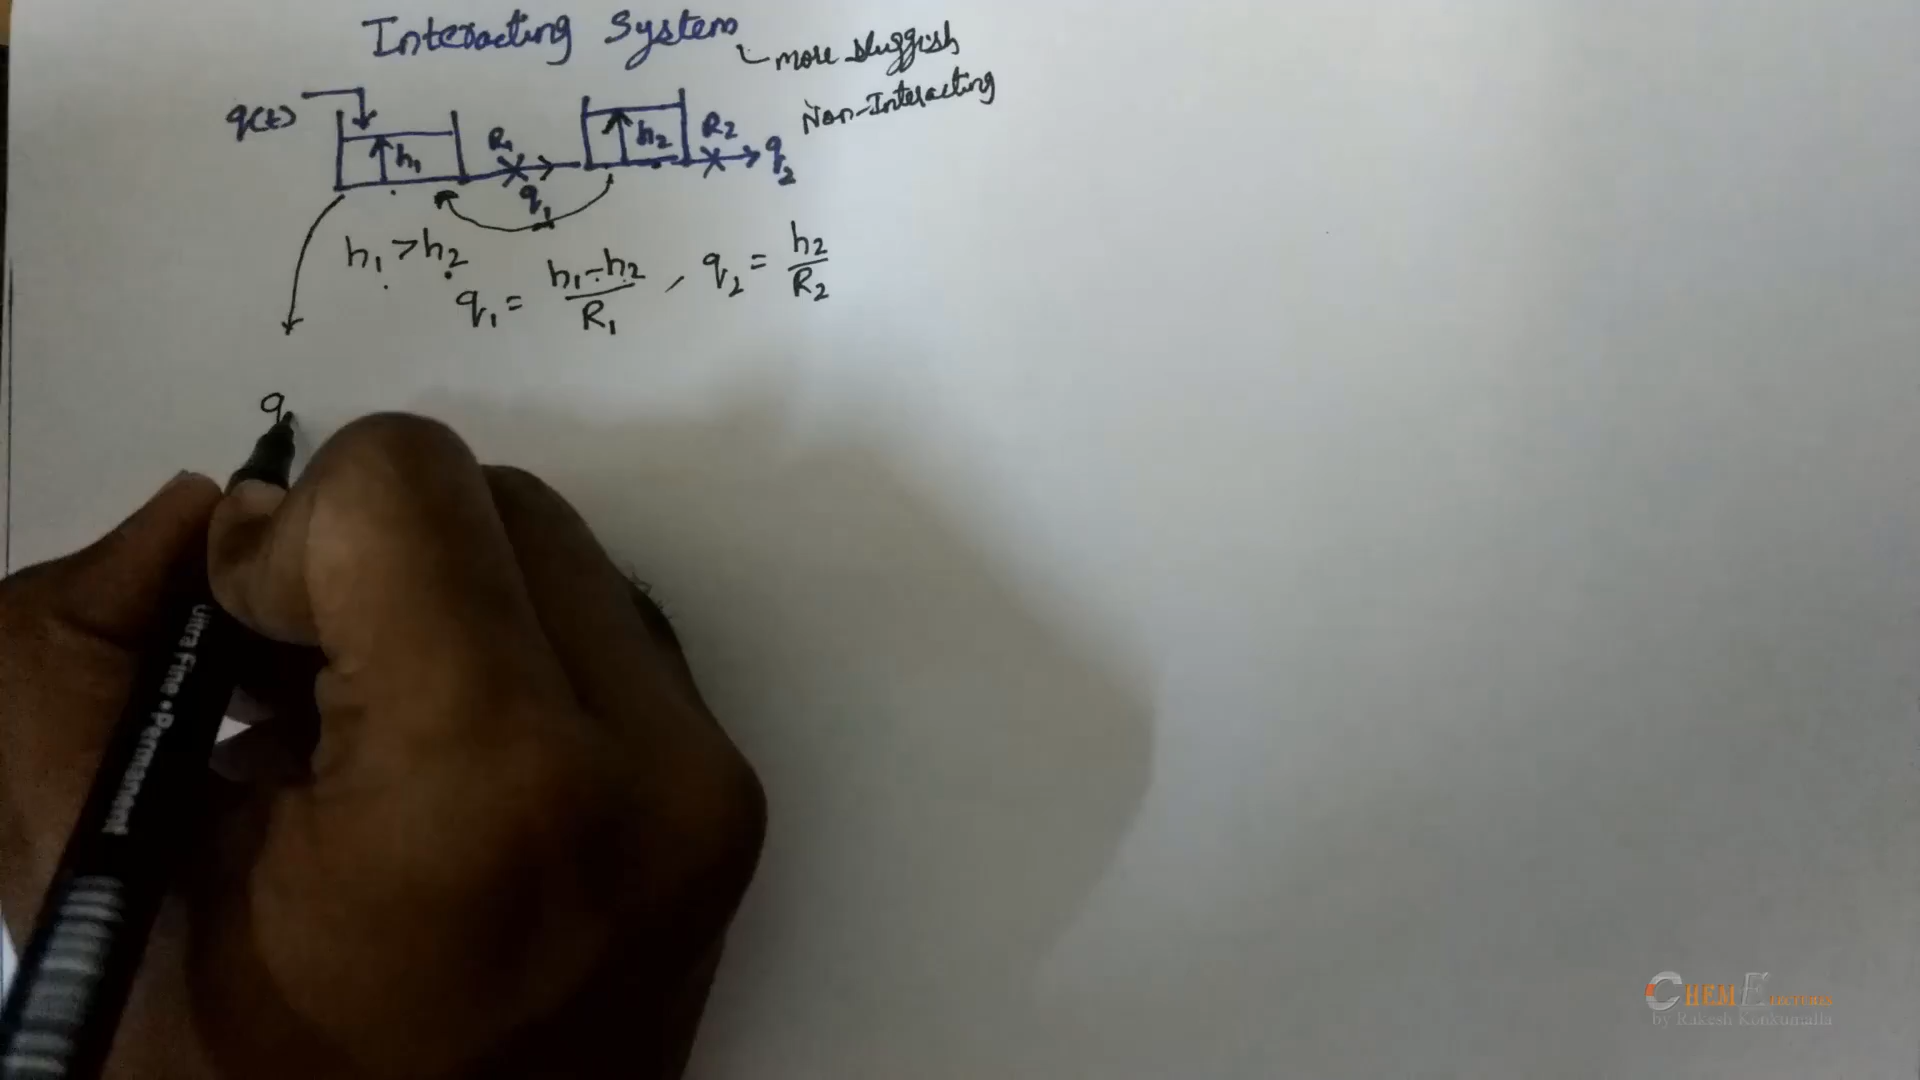 Interacting System
more sluggish
Non-Interacting
q(t)
h₁
R₁
q₁
h₂
R₂
q₂
h₁ > h₂
q₁ = (h₁-h₂)/R₁ , q₂ = h₂/R₂
q
Ultra Fine • Permanent
CHEME LECTURES
by Rakesh Konkumalla